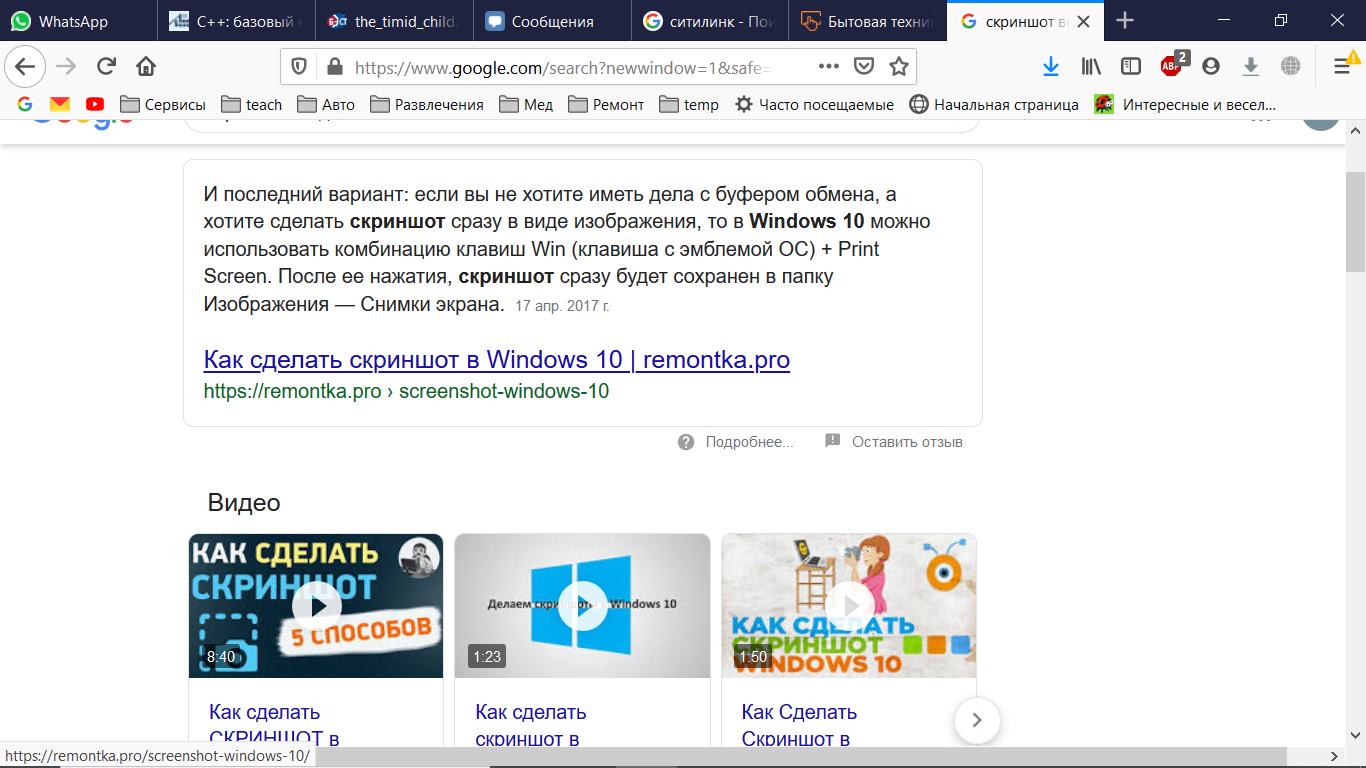 WhatsApp
C++: базовый
the_timid_child.
Сообщения
ситилинк - Пои
Бытовая техни
скриншот в
https://www.google.com/search?newwindow=1&safe=
ABP
2
Сервисы
teach
Авто
Развлечения
Мед
Ремонт
temp
Часто посещаемые
Начальная страница
Интересные и весел...
И последний вариант: если вы не хотите иметь дела с буфером обмена, а
хотите сделать скриншот сразу в виде изображения, то в Windows 10 можно
использовать комбинацию клавиш Win (клавиша с эмблемой ОС) + Print
Screen. После ее нажатия, скриншот сразу будет сохранен в папку
Изображения — Снимки экрана. 17 апр. 2017 г.
Как сделать скриншот в Windows 10 | remontka.pro
https://remontka.pro › screenshot-windows-10
Подробнее...
Оставить отзыв
Видео
КАК СДЕЛАТЬ
СКРИНШОТ
5 СПОСОБОВ
8:40
Делаем скриншоты в Windows 10
1:23
КАК СДЕЛАТЬ
СКРИНШОТ
WINDOWS 10
1:50
Как сделать
СКРИНШОТ в
Как сделать
скриншот в
Как Сделать
Скриншот в
https://remontka.pro/screenshot-windows-10/